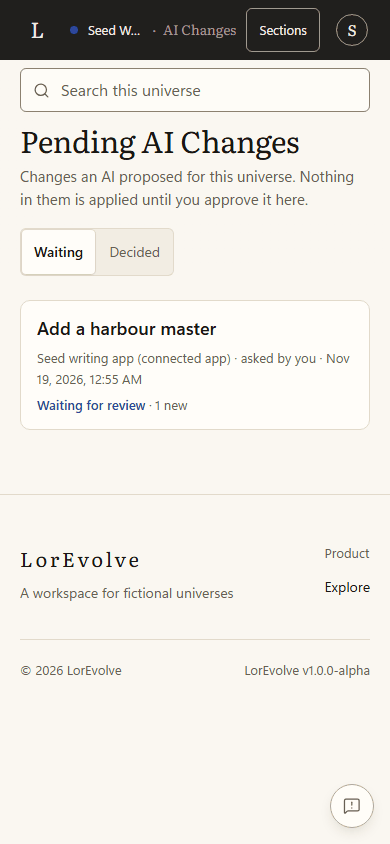 L
Seed W... · AI Changes
Sections
S
Search this universe
Pending AI Changes
Changes an AI proposed for this universe. Nothing
in them is applied until you approve it here.
Waiting
Decided
Add a harbour master
Seed writing app (connected app) · asked by you · Nov
19, 2026, 12:55 AM
Waiting for review · 1 new
LorEvolve
A workspace for fictional universes
Product
Explore
© 2026 LorEvolve
LorEvolve v1.0.0-alpha